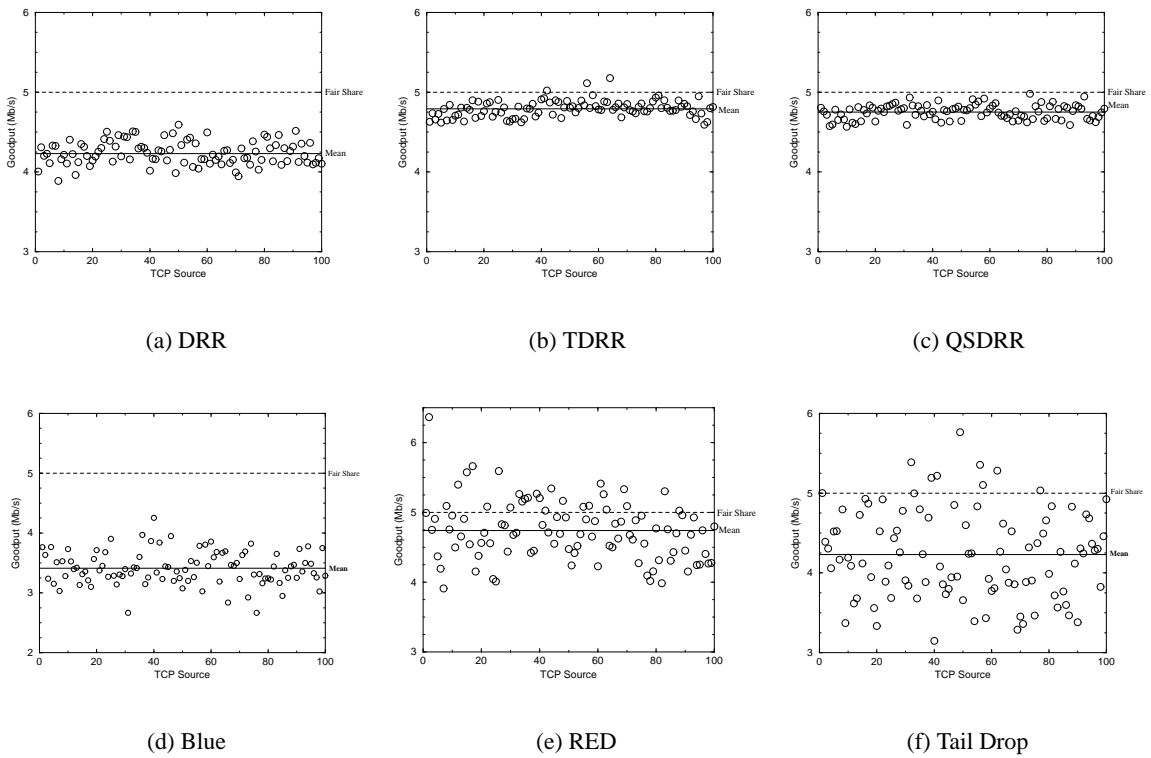 6
5
4
3
Goodput (Mb/s)
0 20 40 60 80 100
TCP Source
Fair Share
Mean
(a) DRR
6
5
4
3
Goodput (Mb/s)
0 20 40 60 80 100
TCP Source
Fair Share
Mean
(b) TDRR
6
5
4
3
Goodput (Mb/s)
0 20 40 60 80 100
TCP Source
Fair Share
Mean
(c) QSDRR
6
5
4
3
2
Goodput (Mb/s)
0 20 40 60 80 100
TCP Source
Fair Share
Mean
(d) Blue
6
5
4
3
Goodput (Mb/s)
0 20 40 60 80 100
TCP Source
Fair Share
Mean
(e) RED
6
5
4
3
Goodput (Mb/s)
0 20 40 60 80 100
TCP Source
Fair Share
Mean
(f) Tail Drop